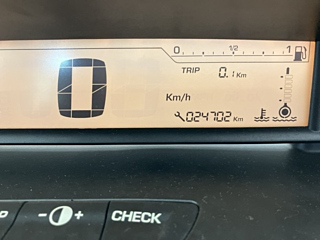 0 1/2 1
TRIP 0.1 Km
0
Km/h
024702 Km
P - + CHECK